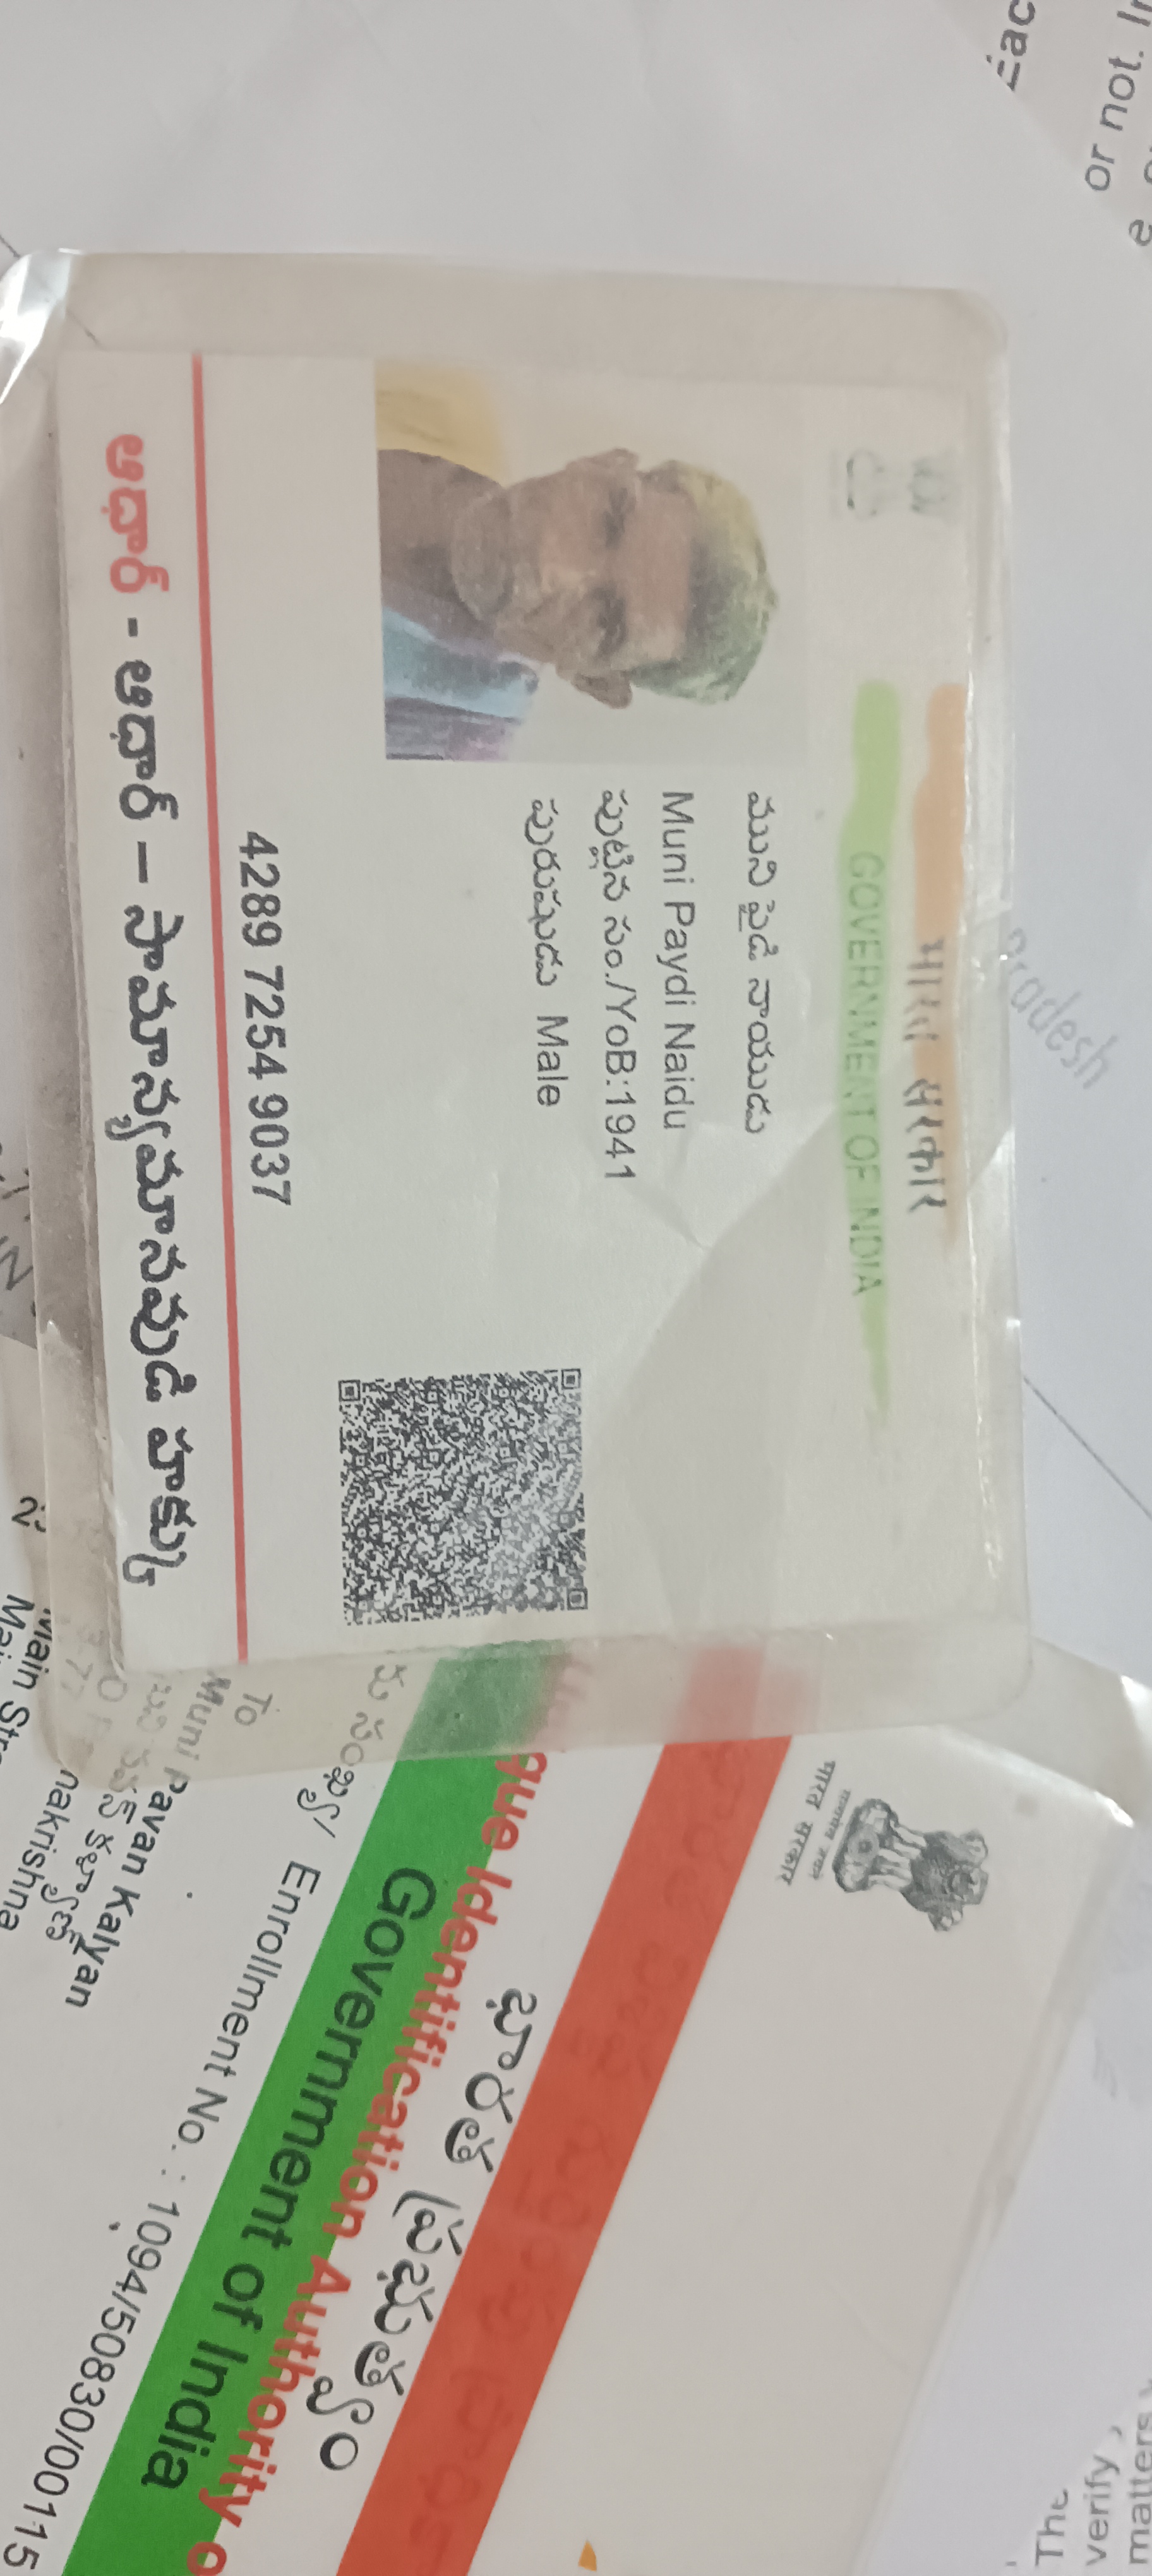 भारत सरकार
GOVERNMENT OF INDIA
ముని పైడి నాయుడు
Muni Paydi Naidu
పుట్టిన సం./YoB:1941
పురుషుడు Male
4289 7254 9037
ఆధార్ - ఆధార్ – సామాన్యమానవుడి హక్కు
भारत सरकार
భారత ప్రభుత్వం
que Identification Authority o
Government of India
సంఖ్య/ Enrollment No. : 1094/50830/00115
To
Muni Pavan Kalyan
పవన్ కళ్యాణ్
nakrishna
Main
Pradesh
or not.
The
verify,
matters